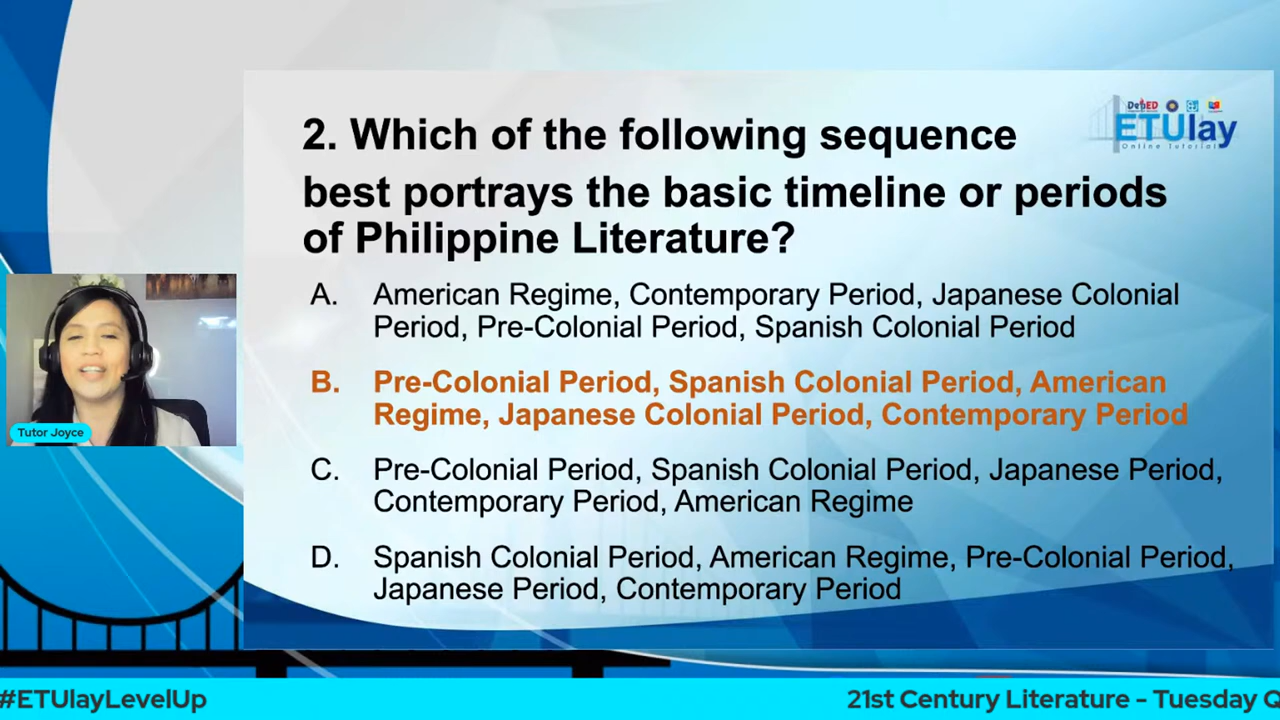 DepED
ETUlay
Online Tutorial
2. Which of the following sequence
best portrays the basic timeline or periods
of Philippine Literature?
A. American Regime, Contemporary Period, Japanese Colonial
Period, Pre-Colonial Period, Spanish Colonial Period
B. Pre-Colonial Period, Spanish Colonial Period, American
Regime, Japanese Colonial Period, Contemporary Period
C. Pre-Colonial Period, Spanish Colonial Period, Japanese Period,
Contemporary Period, American Regime
D. Spanish Colonial Period, American Regime, Pre-Colonial Period,
Japanese Period, Contemporary Period
Tutor Joyce
#ETUlayLevelUp
21st Century Literature - Tuesday Q